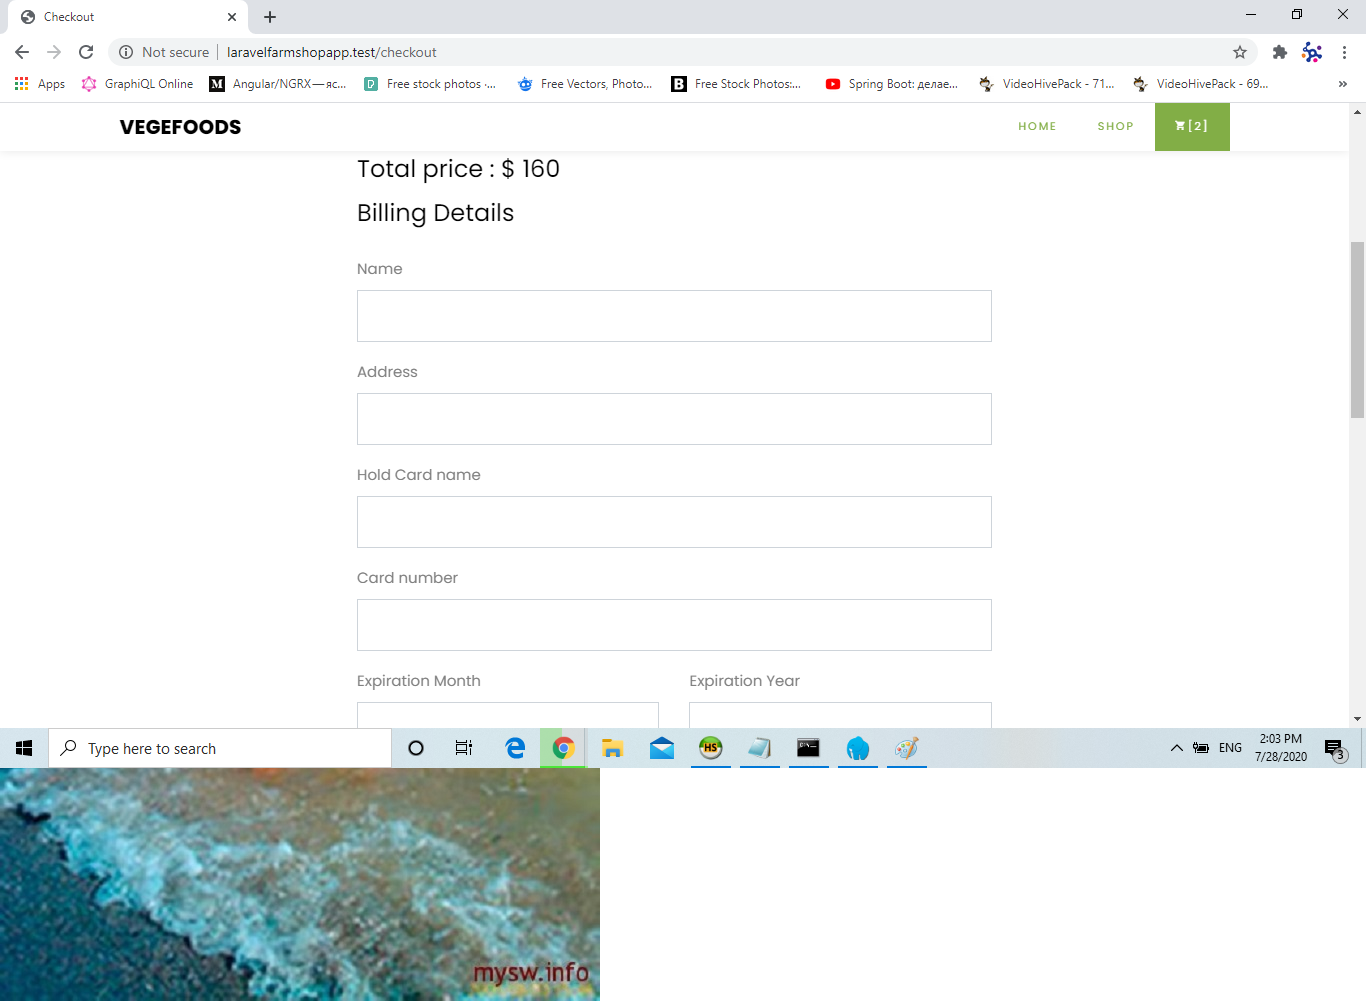 Checkout
Not secure
laravelfarmshopapp.test/checkout
Apps
GraphiQL Online
M
Angular/NGRX — яс...
Free stock photos ·...
Free Vectors, Photo...
B
Free Stock Photos:...
Spring Boot: делае...
VideoHivePack - 71...
VideoHivePack - 69...
»
VEGEFOODS
HOME
SHOP
[2]
Total price : $ 160
Billing Details
Name
Address
Hold Card name
Card number
Expiration Month
Expiration Year
Type here to search
HS
ENG
2:03 PM
7/28/2020
3
mysw.info